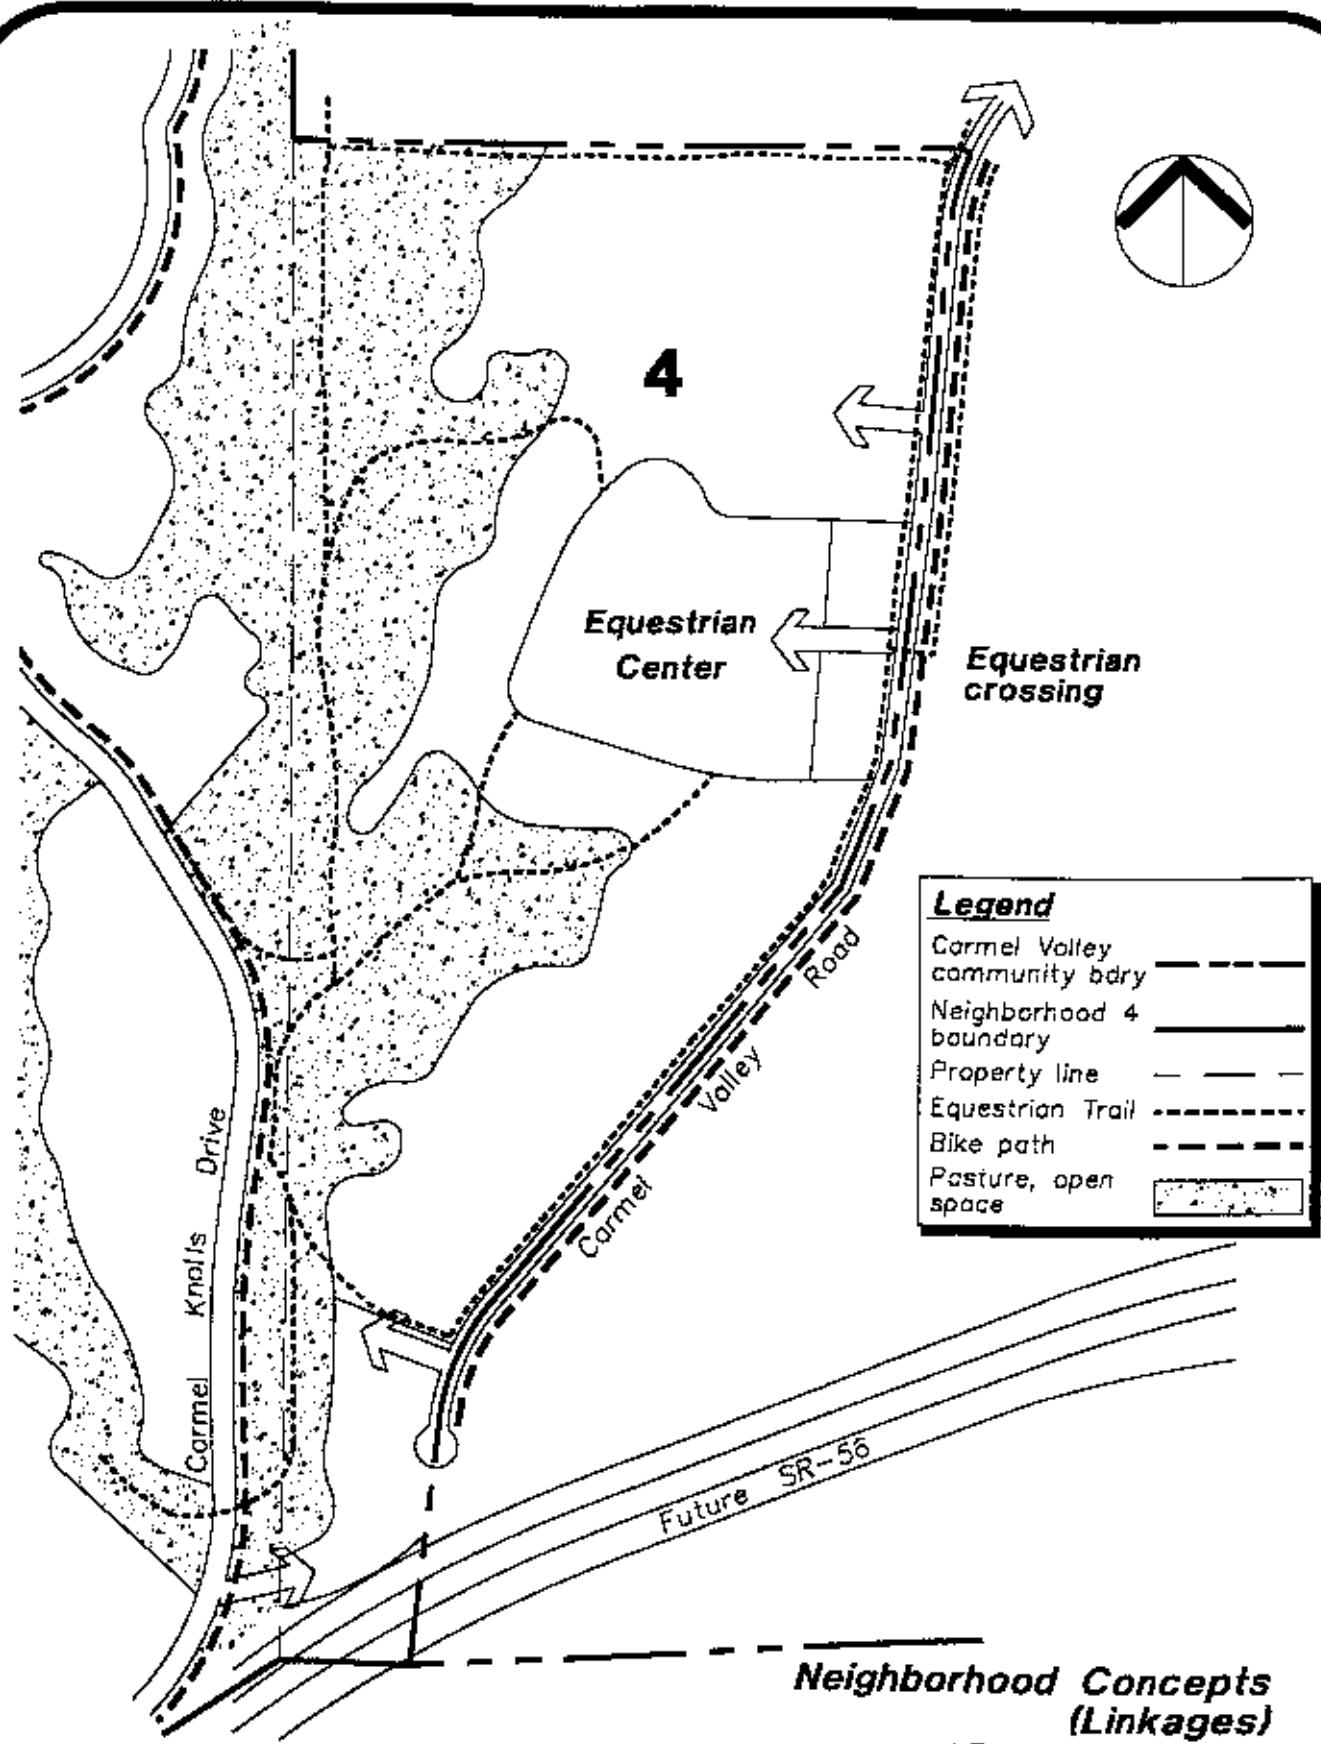 4
Equestrian
Center
Equestrian
crossing
Road
Valley
Carmel
Drive
Knolls
Carmel
Legend
Carmel Valley
community bdry
Neighborhood 4
boundary
Property line
Equestrian Trail
Bike path
Pasture, open
space
Future SR-56
Neighborhood Concepts
(Linkages)